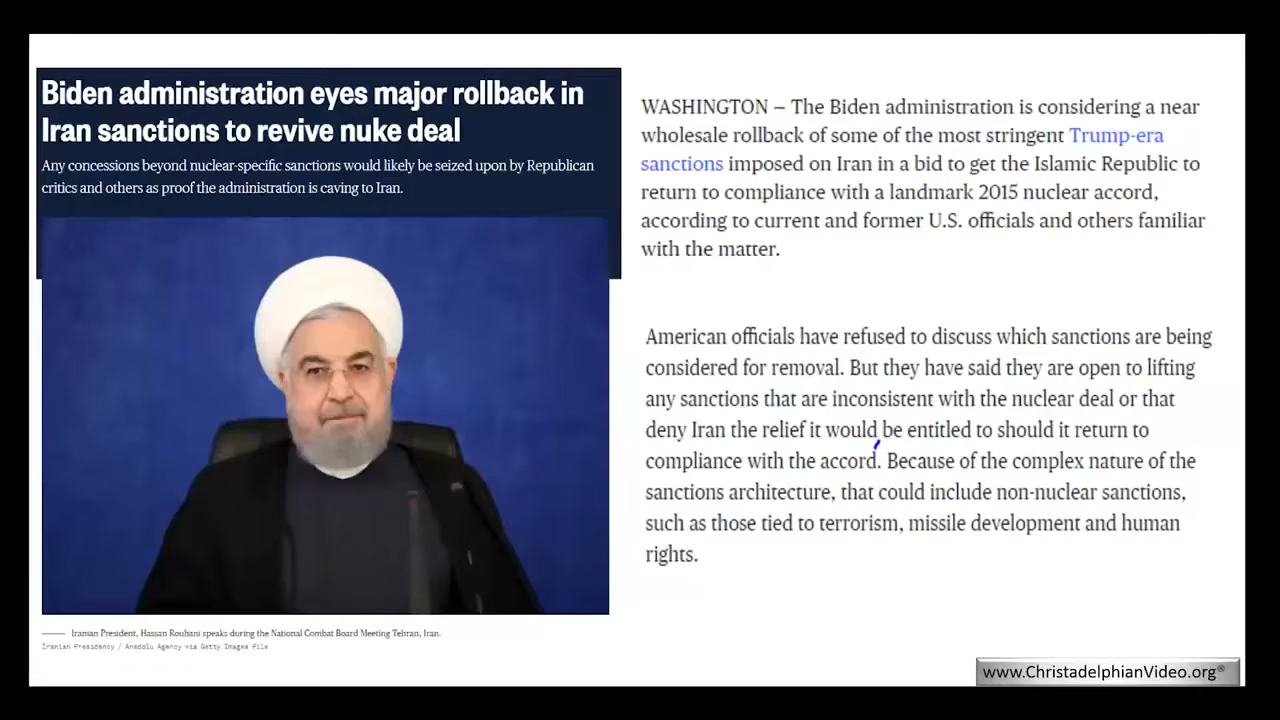 Biden administration eyes major rollback in
Iran sanctions to revive nuke deal
Any concessions beyond nuclear-specific sanctions would likely be seized upon by Republican
critics and others as proof the administration is caving to Iran.
Iranian President, Hassan Rouhani speaks during the National Combat Board Meeting Tehran, Iran.
Iranian Presidency / Anadolu Agency via Getty Images file
WASHINGTON — The Biden administration is considering a near
wholesale rollback of some of the most stringent Trump-era
sanctions imposed on Iran in a bid to get the Islamic Republic to
return to compliance with a landmark 2015 nuclear accord,
according to current and former U.S. officials and others familiar
with the matter.
American officials have refused to discuss which sanctions are being
considered for removal. But they have said they are open to lifting
any sanctions that are inconsistent with the nuclear deal or that
deny Iran the relief it would be entitled to should it return to
compliance with the accord. Because of the complex nature of the
sanctions architecture, that could include non-nuclear sanctions,
such as those tied to terrorism, missile development and human
rights.
www.ChristadelphianVideo.org®